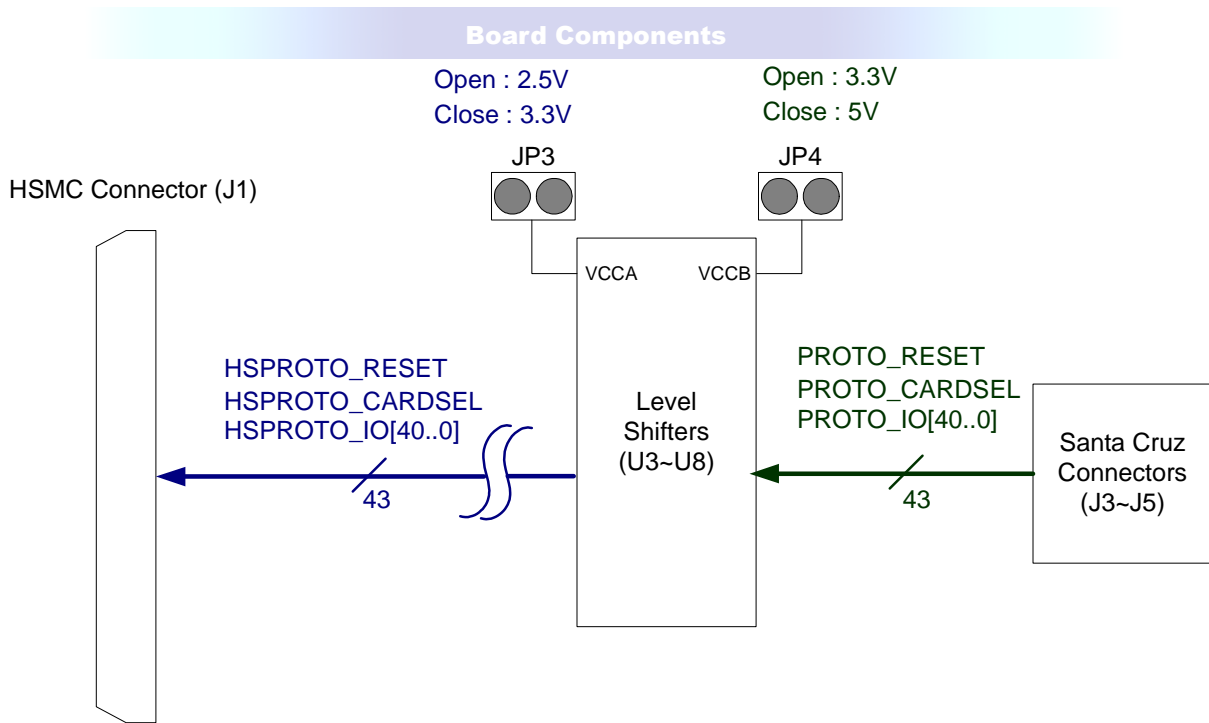 Board Components
Open : 2.5V
Close : 3.3V
Open : 3.3V
Close : 5V
JP3
JP4
HSMC Connector (J1)
VCCA
VCCB
HSPROTO_RESET
HSPROTO_CARDSEL
HSPROTO_IO[40..0]
43
Level
Shifters
(U3~U8)
PROTO_RESET
PROTO_CARDSEL
PROTO_IO[40..0]
43
Santa Cruz
Connectors
(J3~J5)